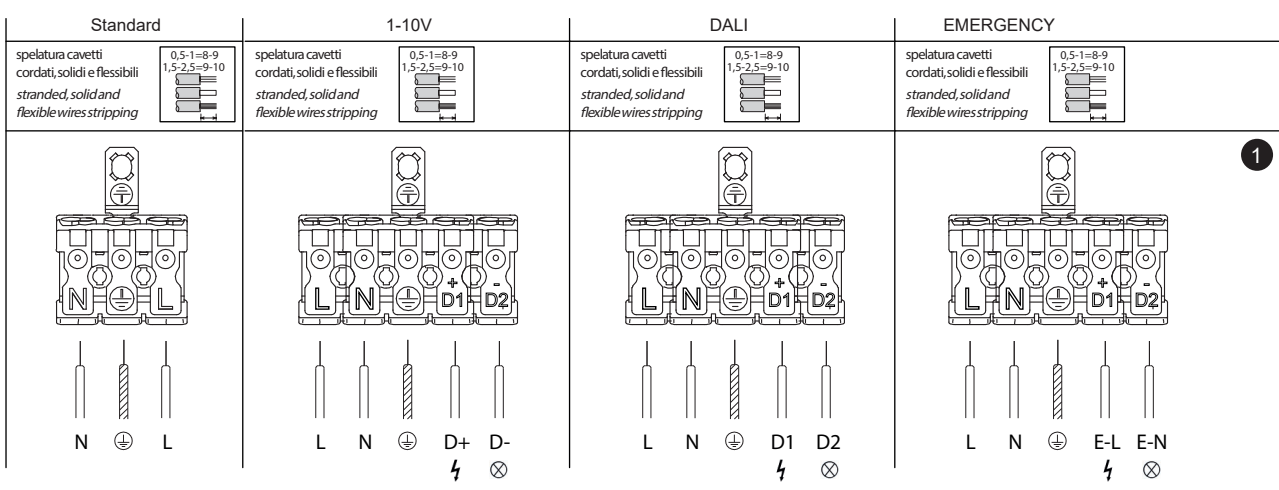 Standard
spelatura cavetti
cordati, solidi e flessibili
stranded, solid and
flexible wires stripping
0,5-1=8-9
1,5-2,5=9-10
N L
N L
1-10V
spelatura cavetti
cordati, solidi e flessibili
stranded, solid and
flexible wires stripping
0,5-1=8-9
1,5-2,5=9-10
+ -
L N D1 D2
L N D+ D-
DALI
spelatura cavetti
cordati, solidi e flessibili
stranded, solid and
flexible wires stripping
0,5-1=8-9
1,5-2,5=9-10
+ -
L N D1 D2
L N D1 D2
EMERGENCY
spelatura cavetti
cordati, solidi e flessibili
stranded, solid and
flexible wires stripping
0,5-1=8-9
1,5-2,5=9-10
+ -
L N D1 D2
L N E-L E-N
1